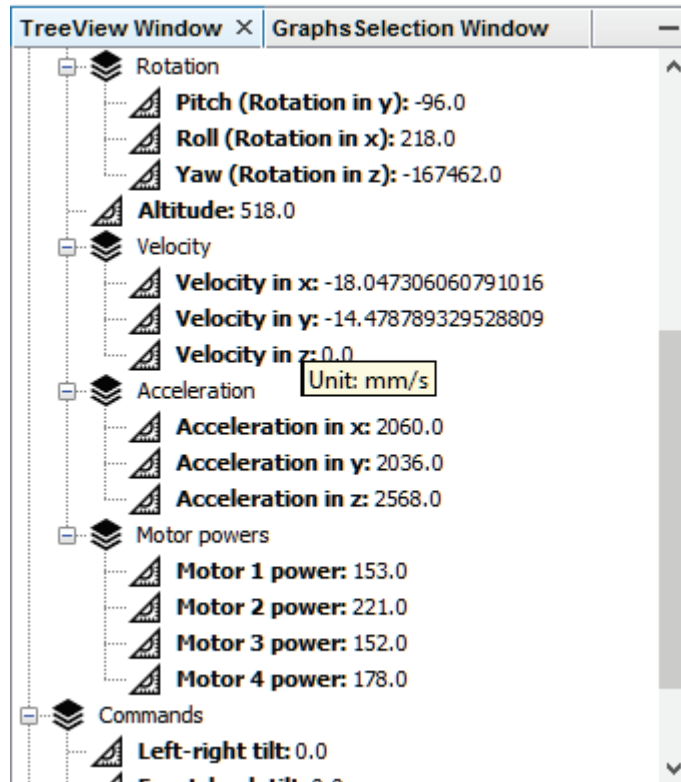 TreeView Window × GraphsSelection Window
Rotation
Pitch (Rotation in y): -96.0
Roll (Rotation in x): 218.0
Yaw (Rotation in z): -167462.0
Altitude: 518.0
Velocity
Velocity in x: -18.047306060791016
Velocity in y: -14.478789329528809
Velocity in z: 0.0
Unit: mm/s
Acceleration
Acceleration in x: 2060.0
Acceleration in y: 2036.0
Acceleration in z: 2568.0
Motor powers
Motor 1 power: 153.0
Motor 2 power: 221.0
Motor 3 power: 152.0
Motor 4 power: 178.0
Commands
Left-right tilt: 0.0